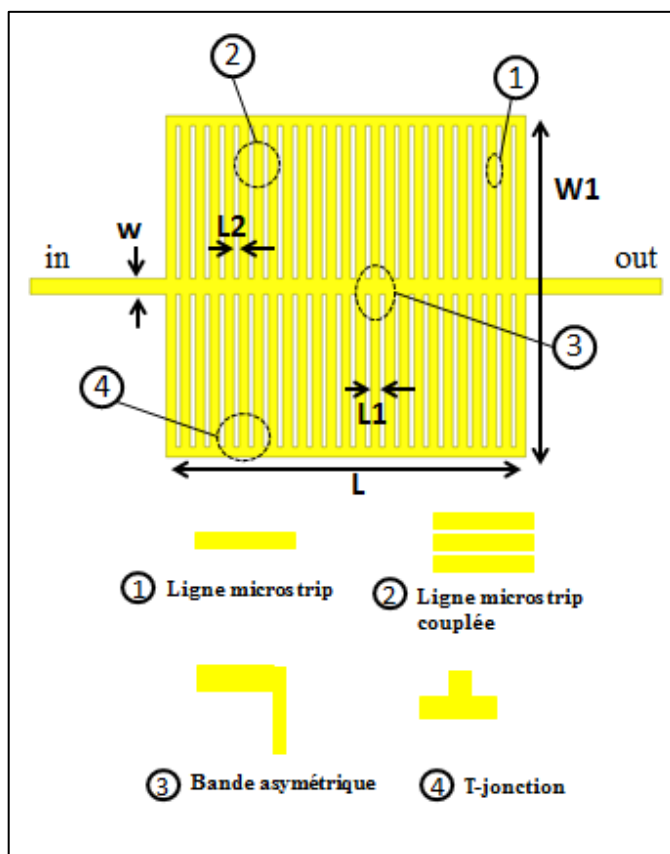 2
1
W1
w
L2
in
out
3
4
L1
L
1 Ligne microstrip
2 Ligne microstrip
couplée
3 Bande asymétrique
4 T-jonction